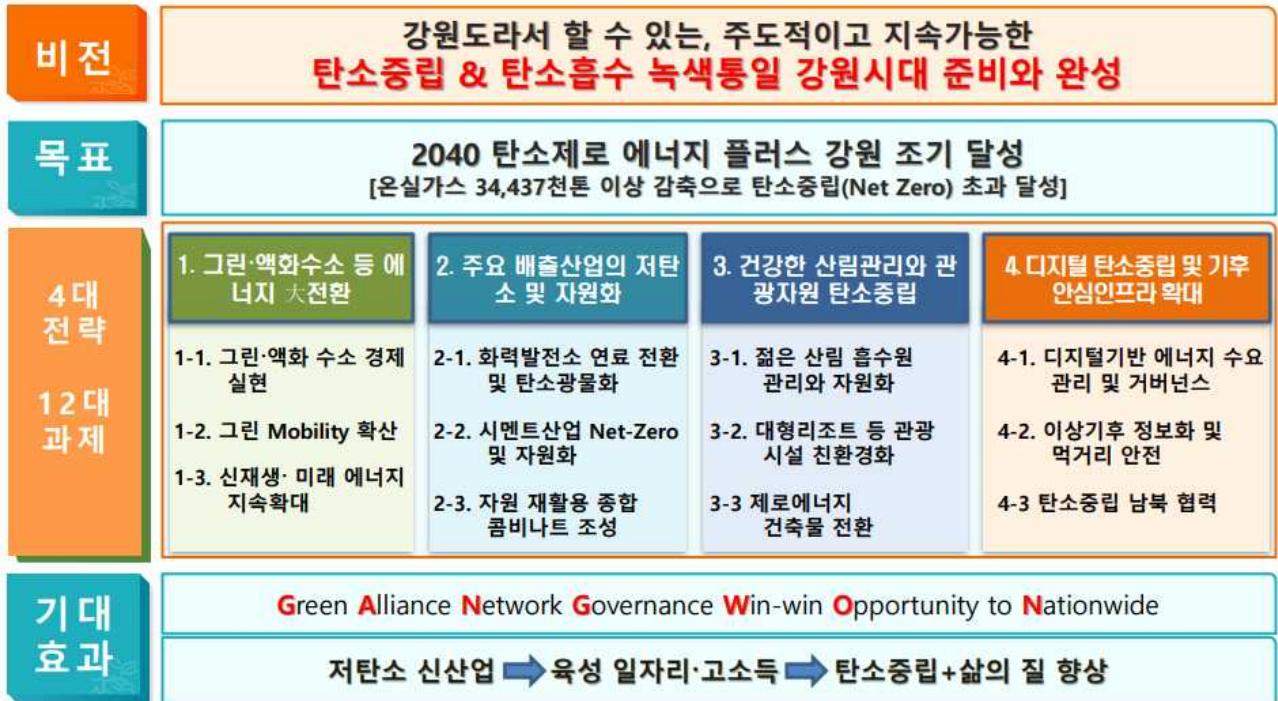 비전
강원도라서 할 수 있는, 주도적이고 지속가능한
탄소중립 & 탄소흡수 녹색통일 강원시대 준비와 완성
목표
2040 탄소제로 에너지 플러스 강원 조기 달성
[온실가스 34,437천톤 이상 감축으로 탄소중립(Net Zero) 초과 달성]
4대
전략
12대
과제
1. 그린·액화수소 등 에
너지 大전환
1-1. 그린·액화 수소 경제
실현
1-2. 그린 Mobility 확산
1-3. 신재생· 미래 에너지
지속확대
2. 주요 배출산업의 저탄
소 및 자원화
2-1. 화력발전소 연료 전환
및 탄소광물화
2-2. 시멘트산업 Net-Zero
및 자원화
2-3. 자원 재활용 종합
콤비나트 조성
3. 건강한 산림관리와 관
광자원 탄소중립
3-1. 젊은 산림 흡수원
관리와 자원화
3-2. 대형리조트 등 관광
시설 친환경화
3-3 제로에너지
건축물 전환
4. 디지털 탄소중립 및 기후
안심인프라 확대
4-1. 디지털기반 에너지 수요
관리 및 거버넌스
4-2. 이상기후 정보화 및
먹거리 안전
4-3 탄소중립 남북 협력
기대
효과
Green Alliance Network Governance Win-win Opportunity to Nationwide
저탄소 신산업 ➡ 육성 일자리·고소득 ➡ 탄소중립+삶의 질 향상